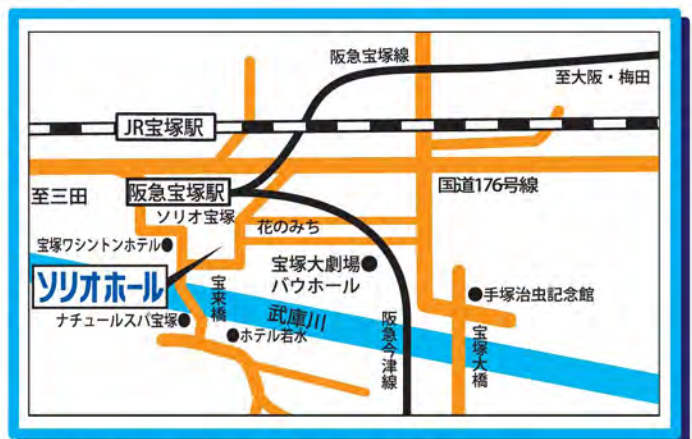 阪急宝塚線
至大阪・梅田
JR宝塚駅
国道176号線
至三田
阪急宝塚駅
ソリオ宝塚
花のみち
宝塚ワシントンホテル
宝塚大劇場
バウホール
ソリオホール
手塚治虫記念館
宝来橋
武庫川
ナチュールスパ宝塚
ホテル若水
阪急今津線
宝塚大橋